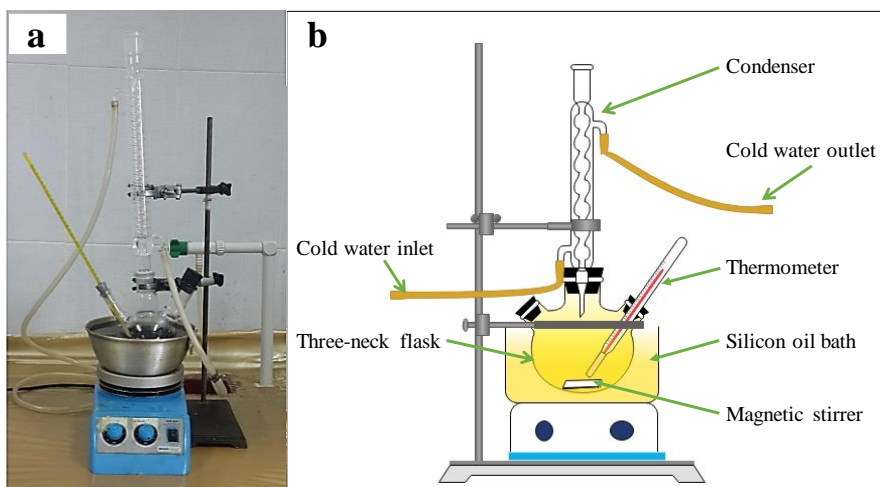 a
b
Condenser
Cold water outlet
Cold water inlet
Thermometer
Three-neck flask
Silicon oil bath
Magnetic stirrer